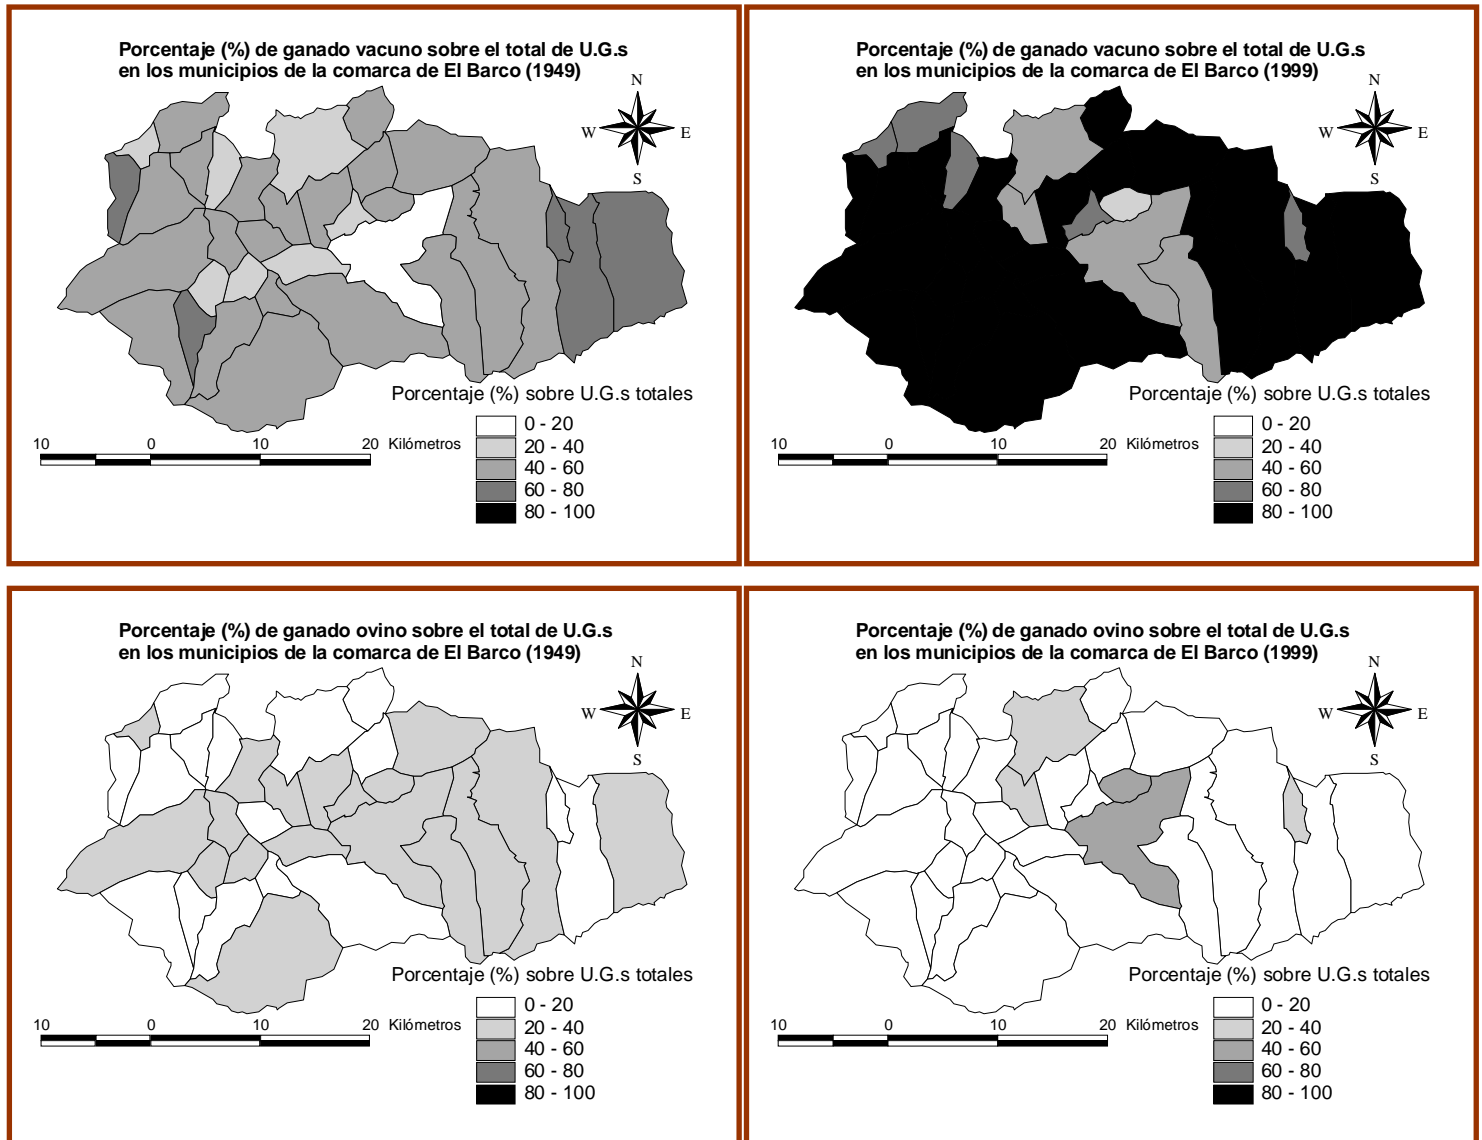 Porcentaje (%) de ganado vacuno sobre el total de U.G.s
en los municipios de la comarca de El Barco (1949)
N
W
E
S
Porcentaje (%) sobre U.G.s totales
0 - 20
20 - 40
40 - 60
60 - 80
80 - 100
10 0 10 20 Kilómetros
Porcentaje (%) de ganado vacuno sobre el total de U.G.s
en los municipios de la comarca de El Barco (1999)
N
W
E
S
Porcentaje (%) sobre U.G.s totales
0 - 20
20 - 40
40 - 60
60 - 80
80 - 100
10 0 10 20 Kilómetros
Porcentaje (%) de ganado ovino sobre el total de U.G.s
en los municipios de la comarca de El Barco (1949)
N
W
E
S
Porcentaje (%) sobre U.G.s totales
0 - 20
20 - 40
40 - 60
60 - 80
80 - 100
10 0 10 20 Kilómetros
Porcentaje (%) de ganado ovino sobre el total de U.G.s
en los municipios de la comarca de El Barco (1999)
N
W
E
S
Porcentaje (%) sobre U.G.s totales
0 - 20
20 - 40
40 - 60
60 - 80
80 - 100
10 0 10 20 Kilómetros